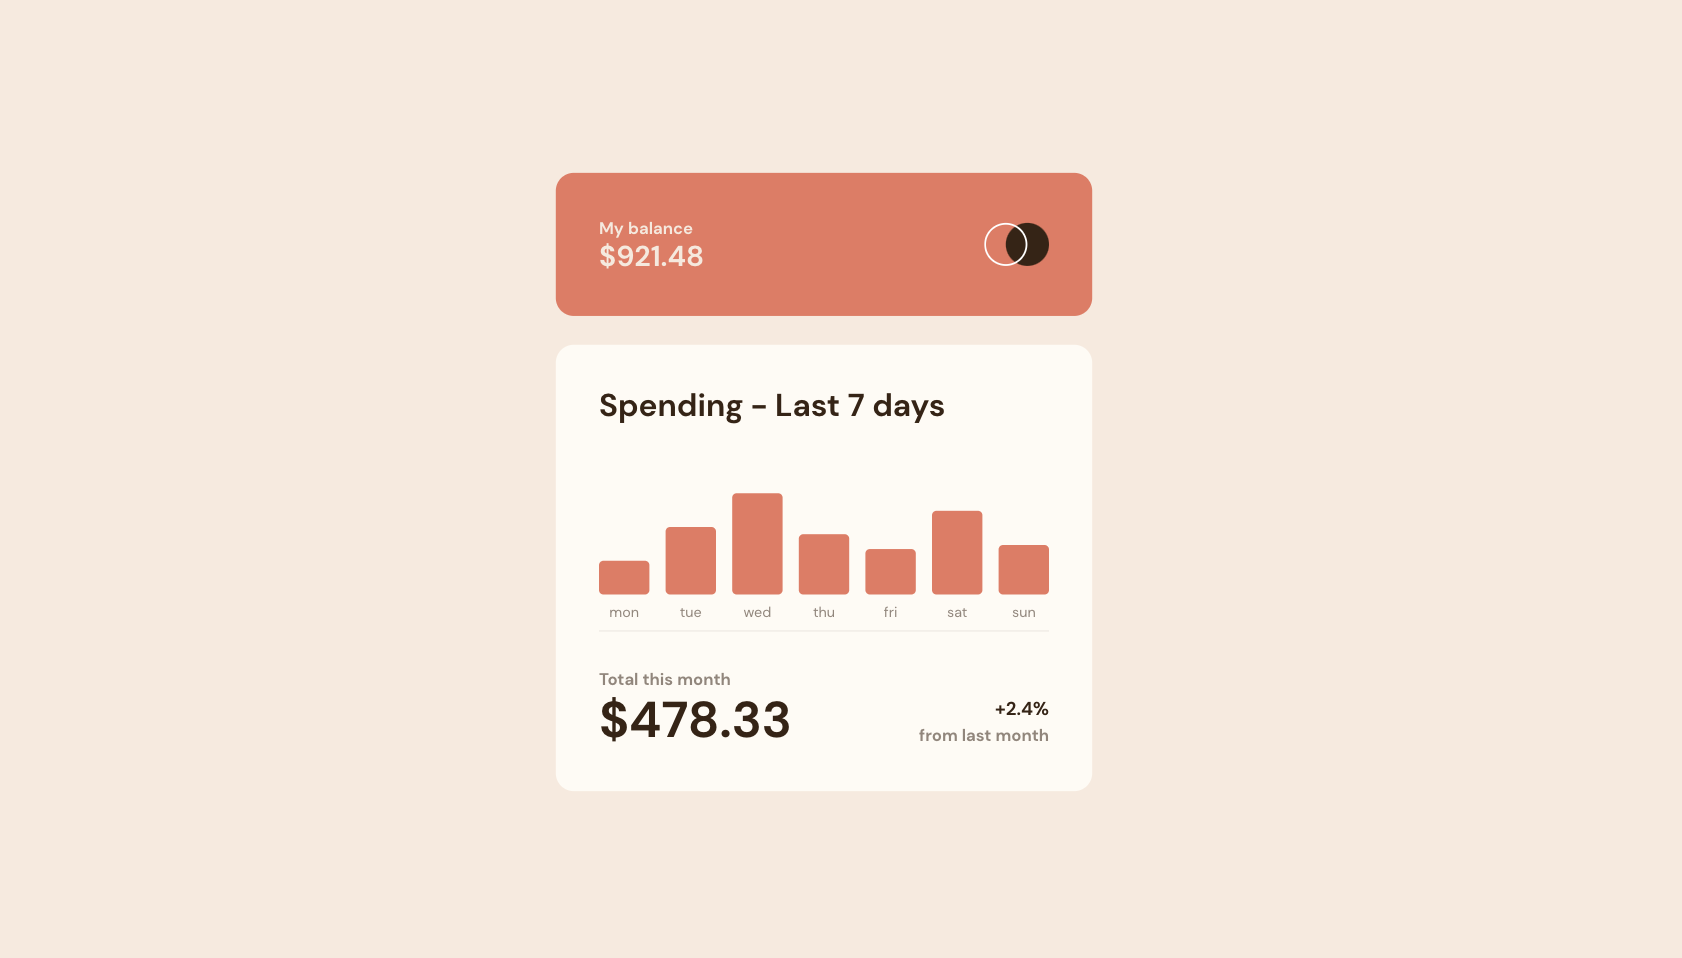 My balance
$921.48
Spending - Last 7 days
mon tue wed thu fri sat sun
Total this month
$478.33
+2.4%
from last month